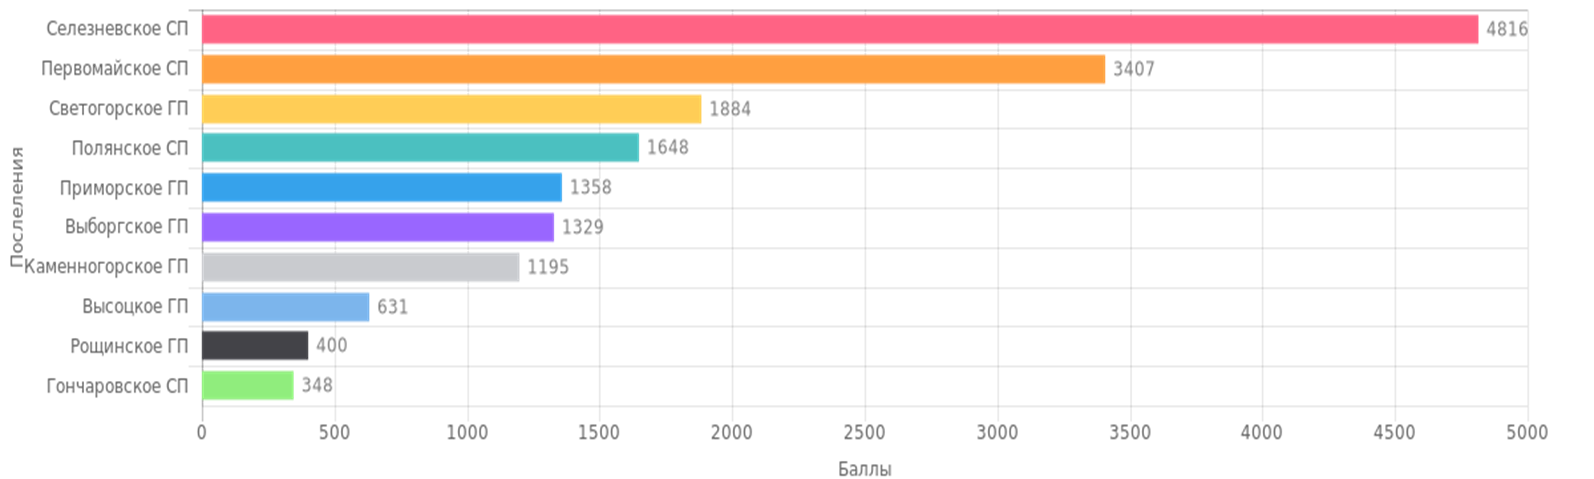 Селезневское СП 4816
Первомайское СП 3407
Светогорское ГП 1884
Полянское СП 1648
Приморское ГП 1358
Выборгское ГП 1329
Каменногорское ГП 1195
Высоцкое ГП 631
Рощинское ГП 400
Гончаровское СП 348
Послеления
0 500 1000 1500 2000 2500 3000 3500 4000 4500 5000
Баллы